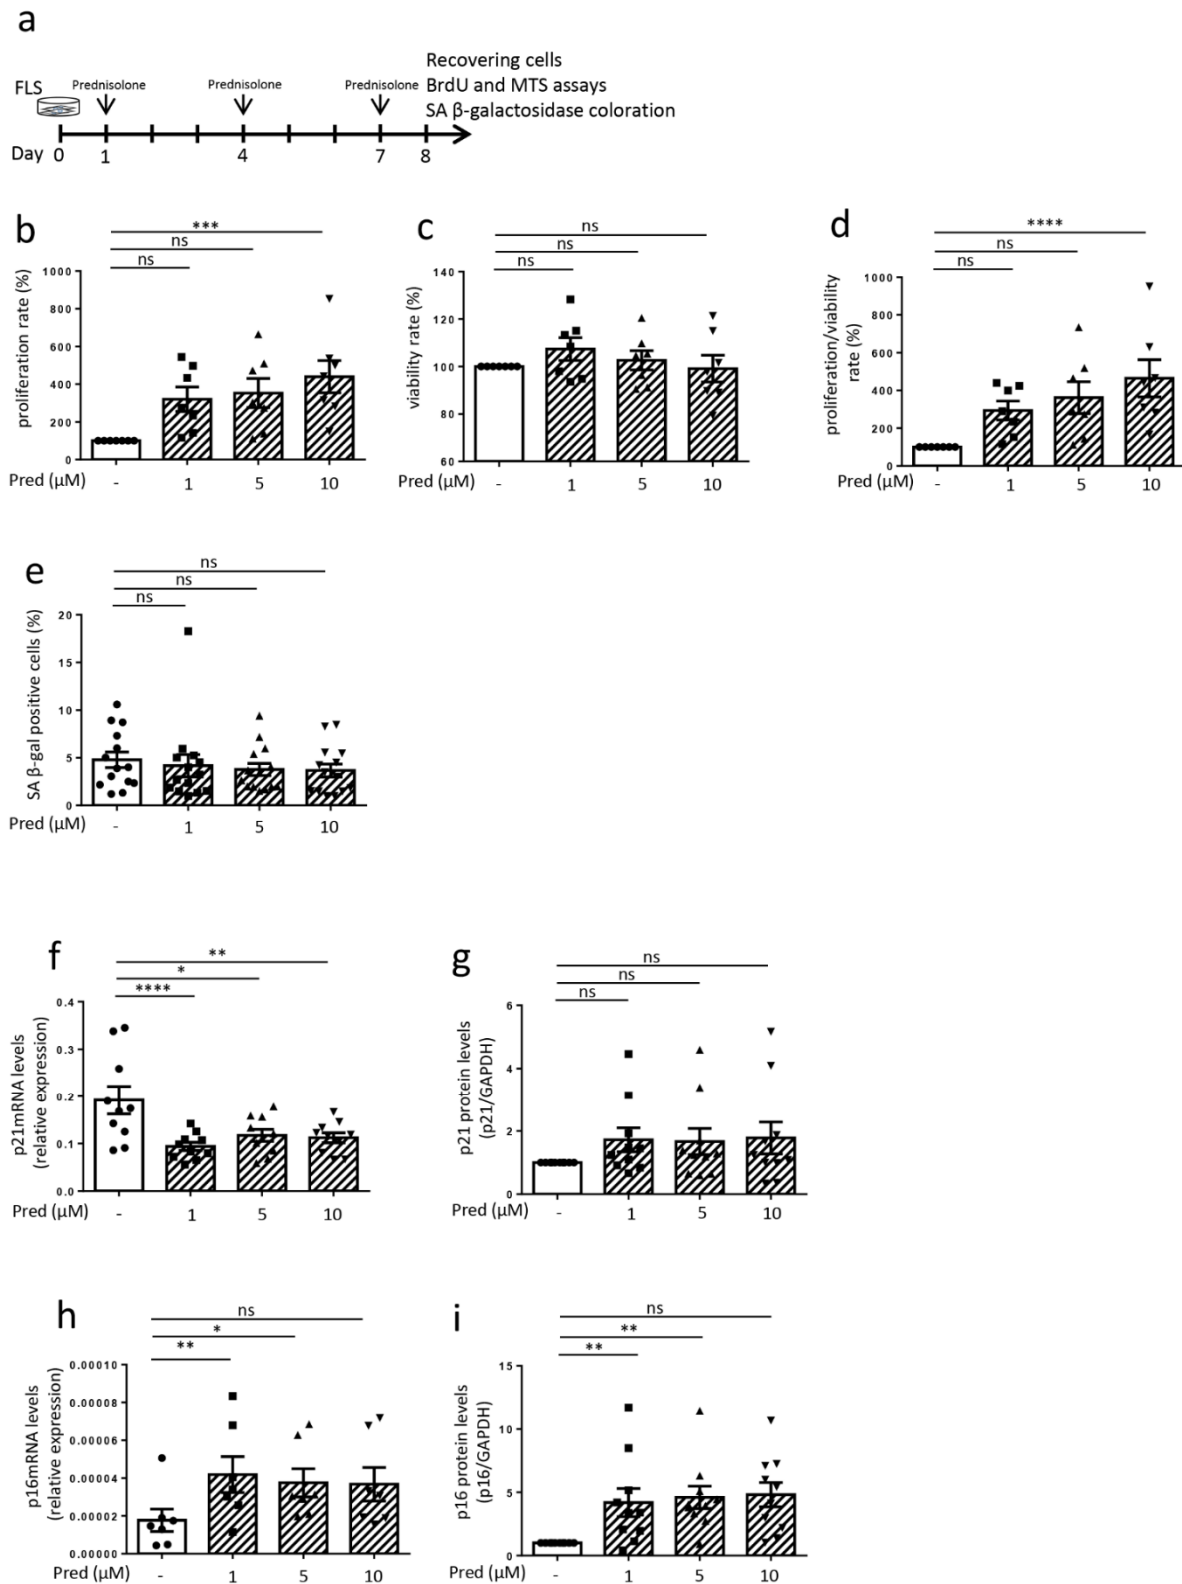 a
Recovering cells
FLS Prednisolone Prednisolone Prednisolone BrdU and MTS assays
SA β-galactosidase coloration
Day 0 1 4 7 8
b
***
ns
ns
proliferation rate (%)
1000
800
600
400
200
0
Pred (μM) - 1 5 10
c
ns
ns
ns
viability rate (%)
140
120
100
80
60
Pred (μM) - 1 5 10
d
****
ns
ns
proliferation/viability
rate (%)
1000
800
600
400
200
0
Pred (μM) - 1 5 10
e
ns
ns
ns
SA β-gal positive cells (%)
20
15
10
5
0
Pred (μM) - 1 5 10
f
**
*
****
p21mRNA levels
(relative expression)
0.4
0.3
0.2
0.1
0.0
Pred (μM) - 1 5 10
g
ns
ns
ns
p21 protein levels
(p21/GAPDH)
6
4
2
0
Pred (μM) - 1 5 10
h
ns
*
**
p16mRNA levels
(relative expression)
0.00010
0.00008
0.00006
0.00004
0.00002
0.00000
Pred (μM) - 1 5 10
i
ns
**
**
p16 protein levels
(p16/GAPDH)
15
10
5
0
Pred (μM) - 1 5 10